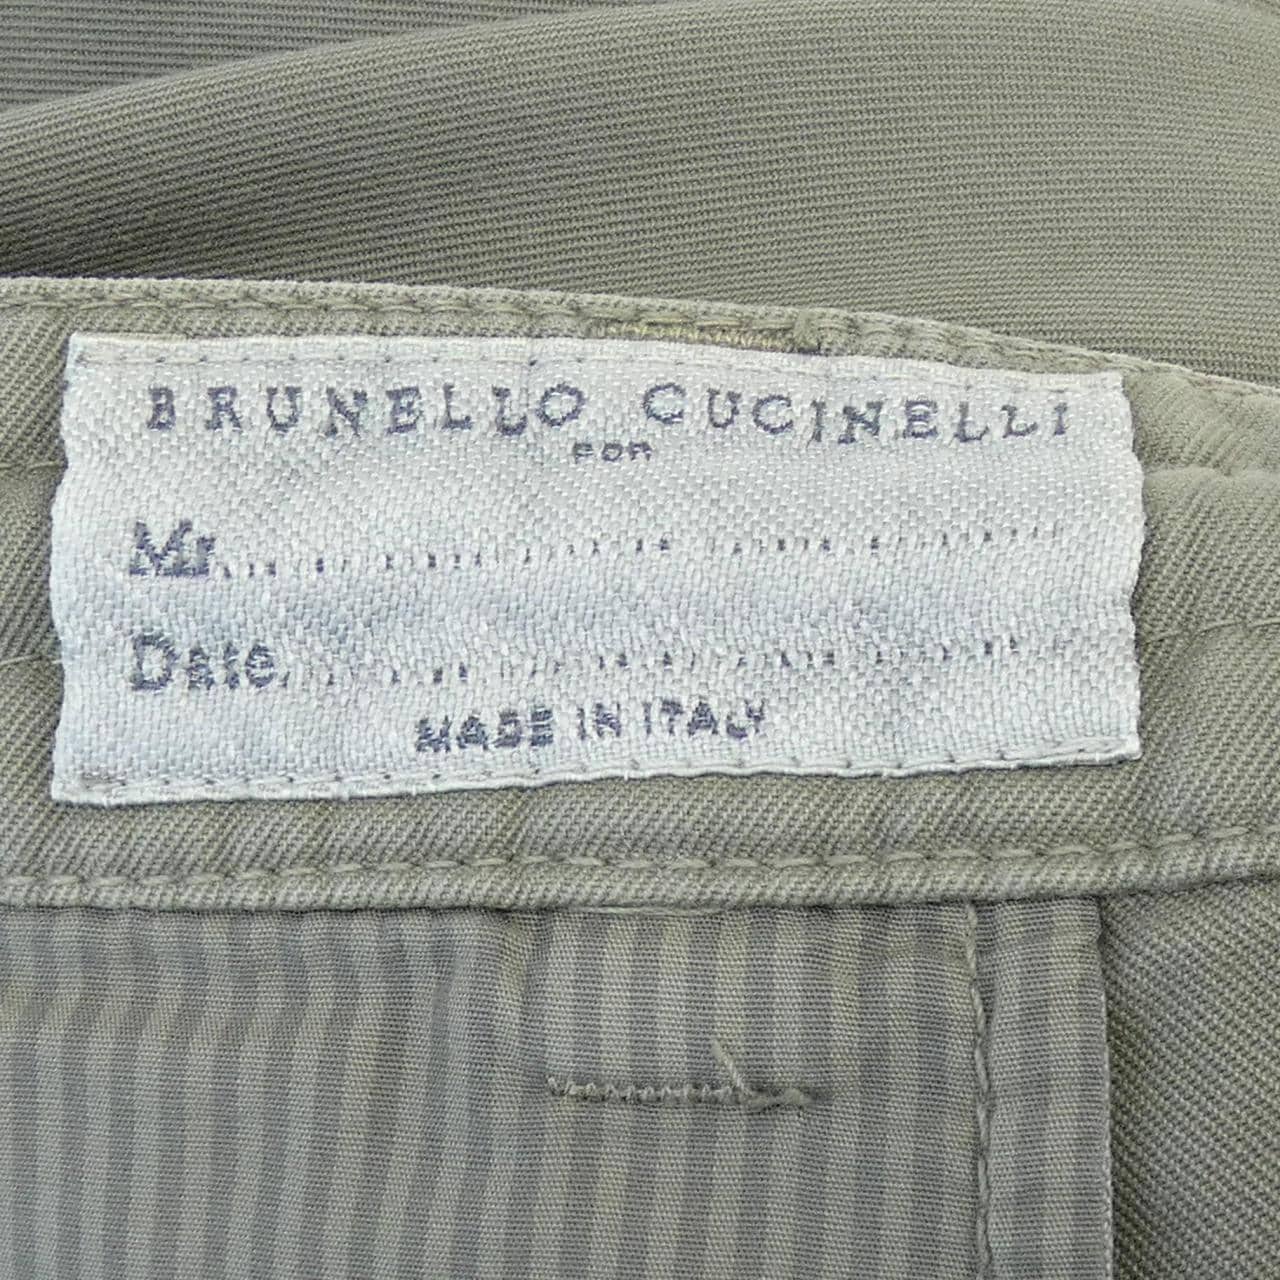 BRUNELLO CUCINELLI
FOR
Mr...............................
Date..............................
MADE IN ITALY